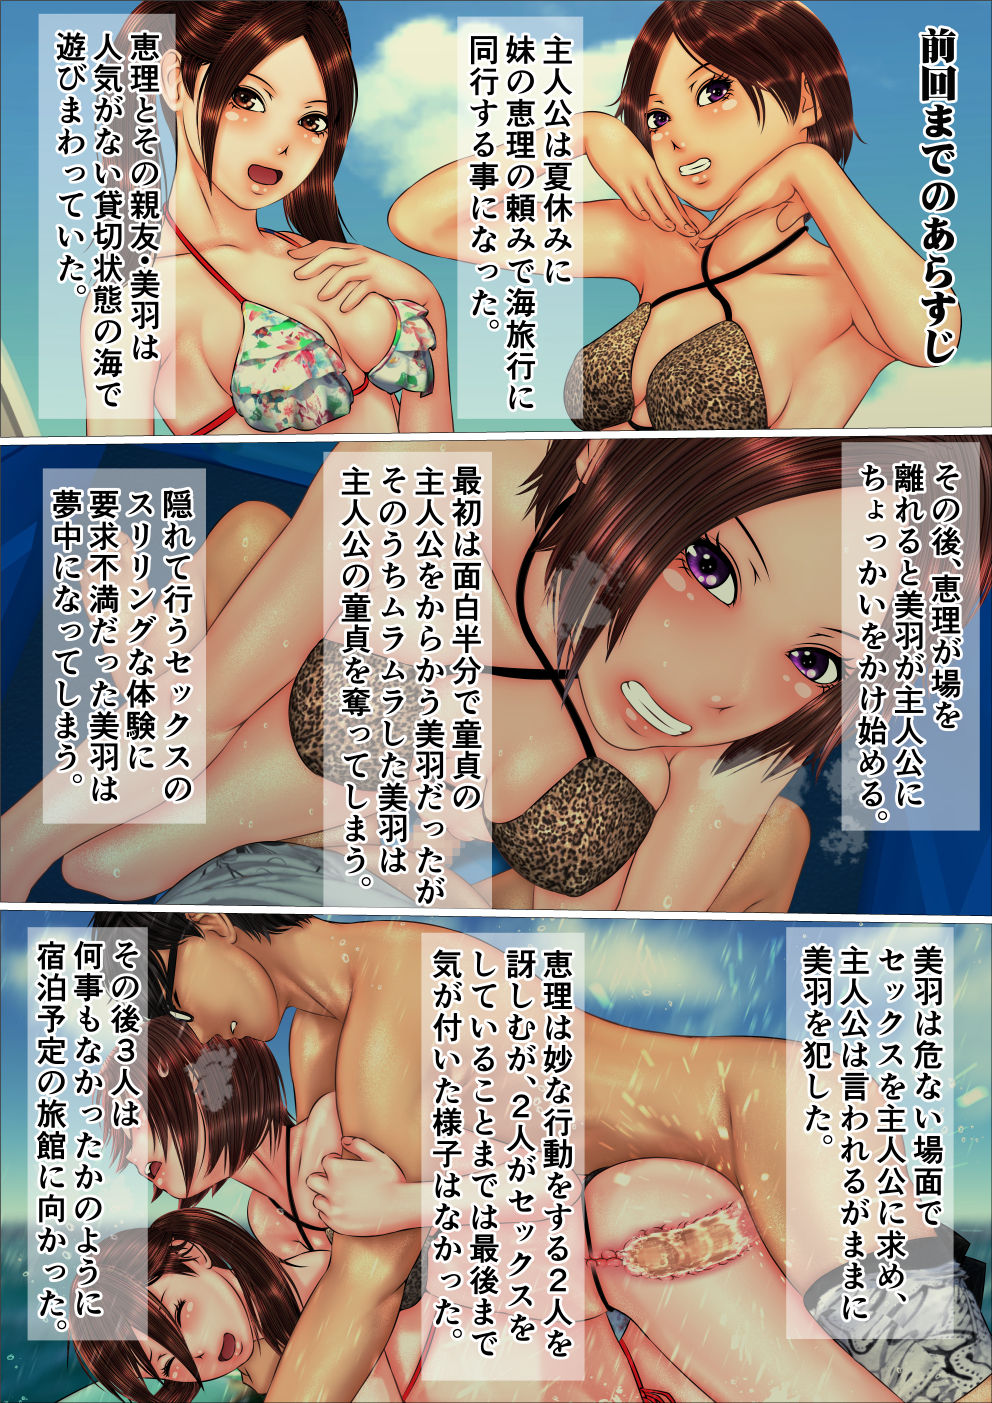 前回までのあらすじ
主人公は夏休みに
妹の恵理の頼みで海旅行に
同行する事になった。
恵理とその親友・美羽は
人気がない貸切状態の海で
遊びまわっていた。
その後、恵理が場を
離れると美羽が主人公に
ちょっかいをかけ始める。
最初は面白半分で童貞の
主人公をからかう美羽だったが
そのうちムラムラした美羽は
主人公の童貞を奪ってしまう。
隠れて行うセックスの
スリリングな体験に
要求不満だった美羽は
夢中になってしまう。
美羽は危ない場面で
セックスを主人公に求め、
主人公は言われるがままに
美羽を犯した。
恵理は妙な行動をする２人を
訝しむが、２人がセックスを
していることまでは最後まで
気が付いた様子はなかった。
その後３人は
何事もなかったかのように
宿泊予定の旅館に向かった。